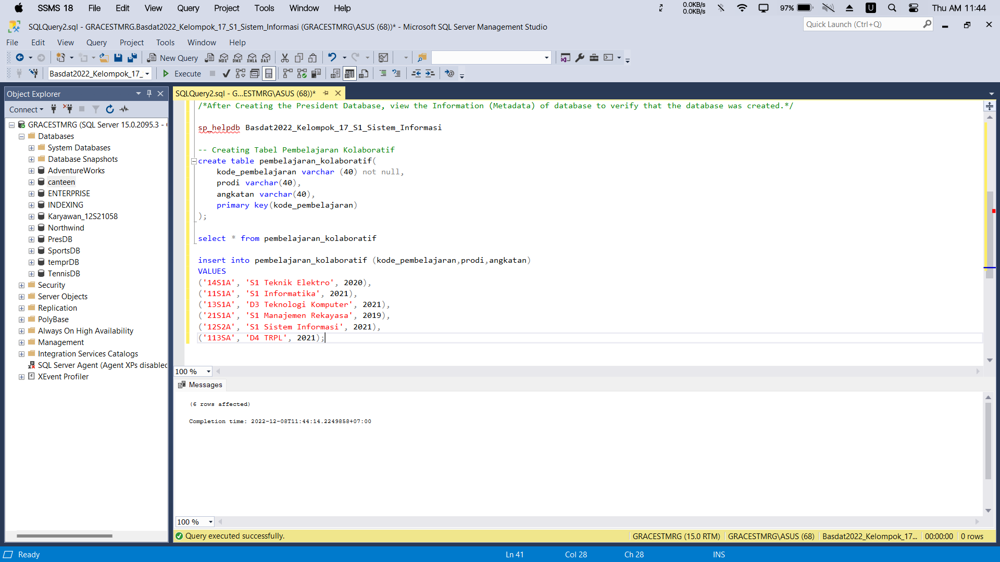 SSMS 18 File Edit View Query Project Tools Window Help
0.0KB/s
0.0KB/s
97% U Thu AM 11:44
SQLQuery2.sql - GRACESTMRG.Basdat2022_Kelompok_17_S1_Sistem_Informasi (GRACESTMRG\ASUS (68))* - Microsoft SQL Server Management Studio
Quick Launch (Ctrl+Q)
File Edit View Query Project Tools Window Help
New Query MDX DMX XMLA DAX
Basdat2022_Kelompok_17_ Execute
Object Explorer
Connect
GRACESTMRG (SQL Server 15.0.2095.3 -
Databases
System Databases
Database Snapshots
AdventureWorks
canteen
ENTERPRISE
INDEXING
Karyawan_12S21058
Northwind
PresDB
SportsDB
temprDB
TennisDB
Security
Server Objects
Replication
PolyBase
Always On High Availability
Management
Integration Services Catalogs
SQL Server Agent (Agent XPs disabled
XEvent Profiler
SQLQuery2.sql - G...ESTMRG\ASUS (68))*
/*After Creating the President Database, view the Information (Metadata) of database to verify that the database was created.*/
sp_helpdb Basdat2022_Kelompok_17_S1_Sistem_Informasi
-- Creating Tabel Pembelajaran Kolaboratif
create table pembelajaran_kolaboratif(
kode_pembelajaran varchar (40) not null,
prodi varchar(40),
angkatan varchar(40),
primary key(kode_pembelajaran)
);
select * from pembelajaran_kolaboratif
insert into pembelajaran_kolaboratif (kode_pembelajaran,prodi,angkatan)
VALUES
('14S1A', 'S1 Teknik Elektro', 2020),
('11S1A', 'S1 Informatika', 2021),
('13S1A', 'D3 Teknologi Komputer', 2021),
('21S1A', 'S1 Manajemen Rekayasa', 2019),
('12S2A', 'S1 Sistem Informasi', 2021),
('113SA', 'D4 TRPL', 2021);
100 %
Messages
(6 rows affected)
Completion time: 2022-12-08T11:44:14.2249858+07:00
100 %
Query executed successfully.
GRACESTMRG (15.0 RTM) GRACESTMRG\ASUS (68) Basdat2022_Kelompok_17... 00:00:00 0 rows
Ready Ln 41 Col 28 Ch 28 INS